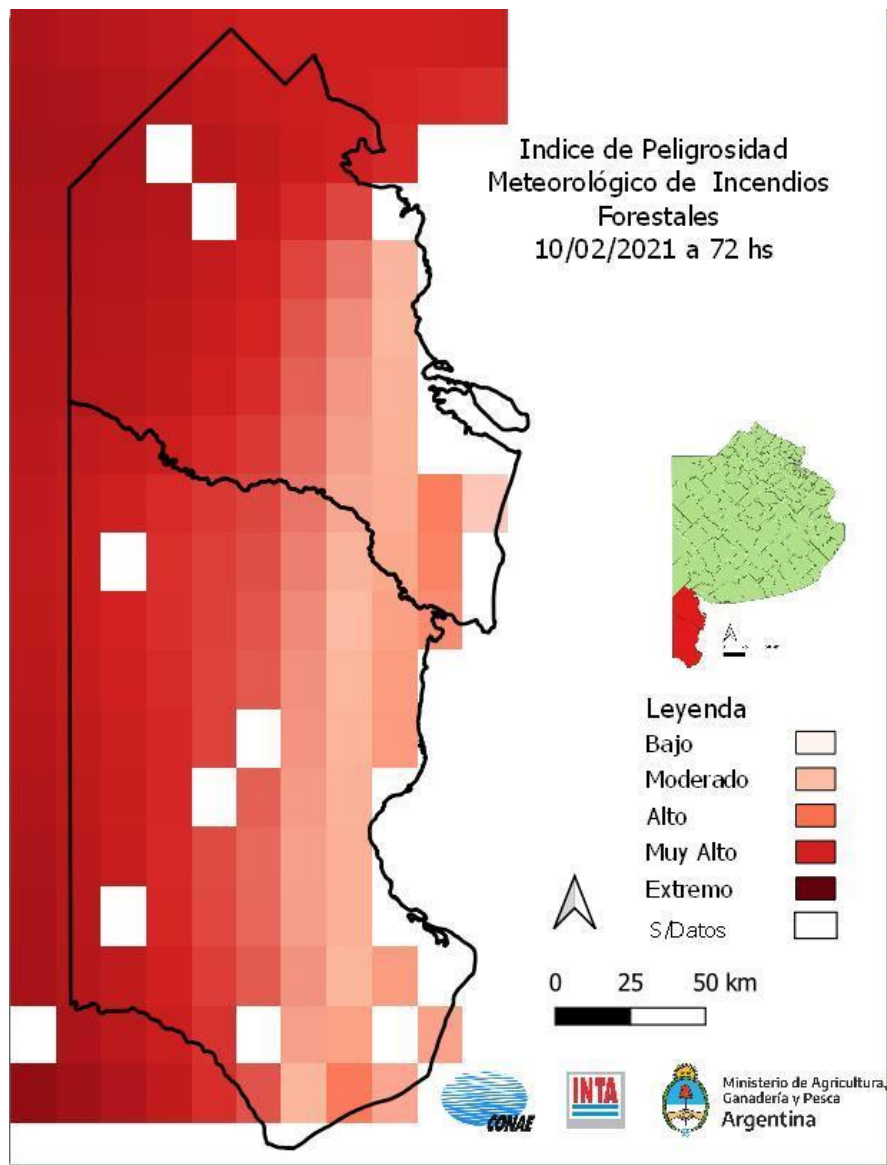 Indice de Peligrosidad
Meteorológico de Incendios
Forestales
10/02/2021 a 72 hs
Leyenda
Bajo
Moderado
Alto
Muy Alto
Extremo
S/Datos
0 25 50 km
CONAE
INTA
Ministerio de Agricultura,
Ganadería y Pesca
Argentina